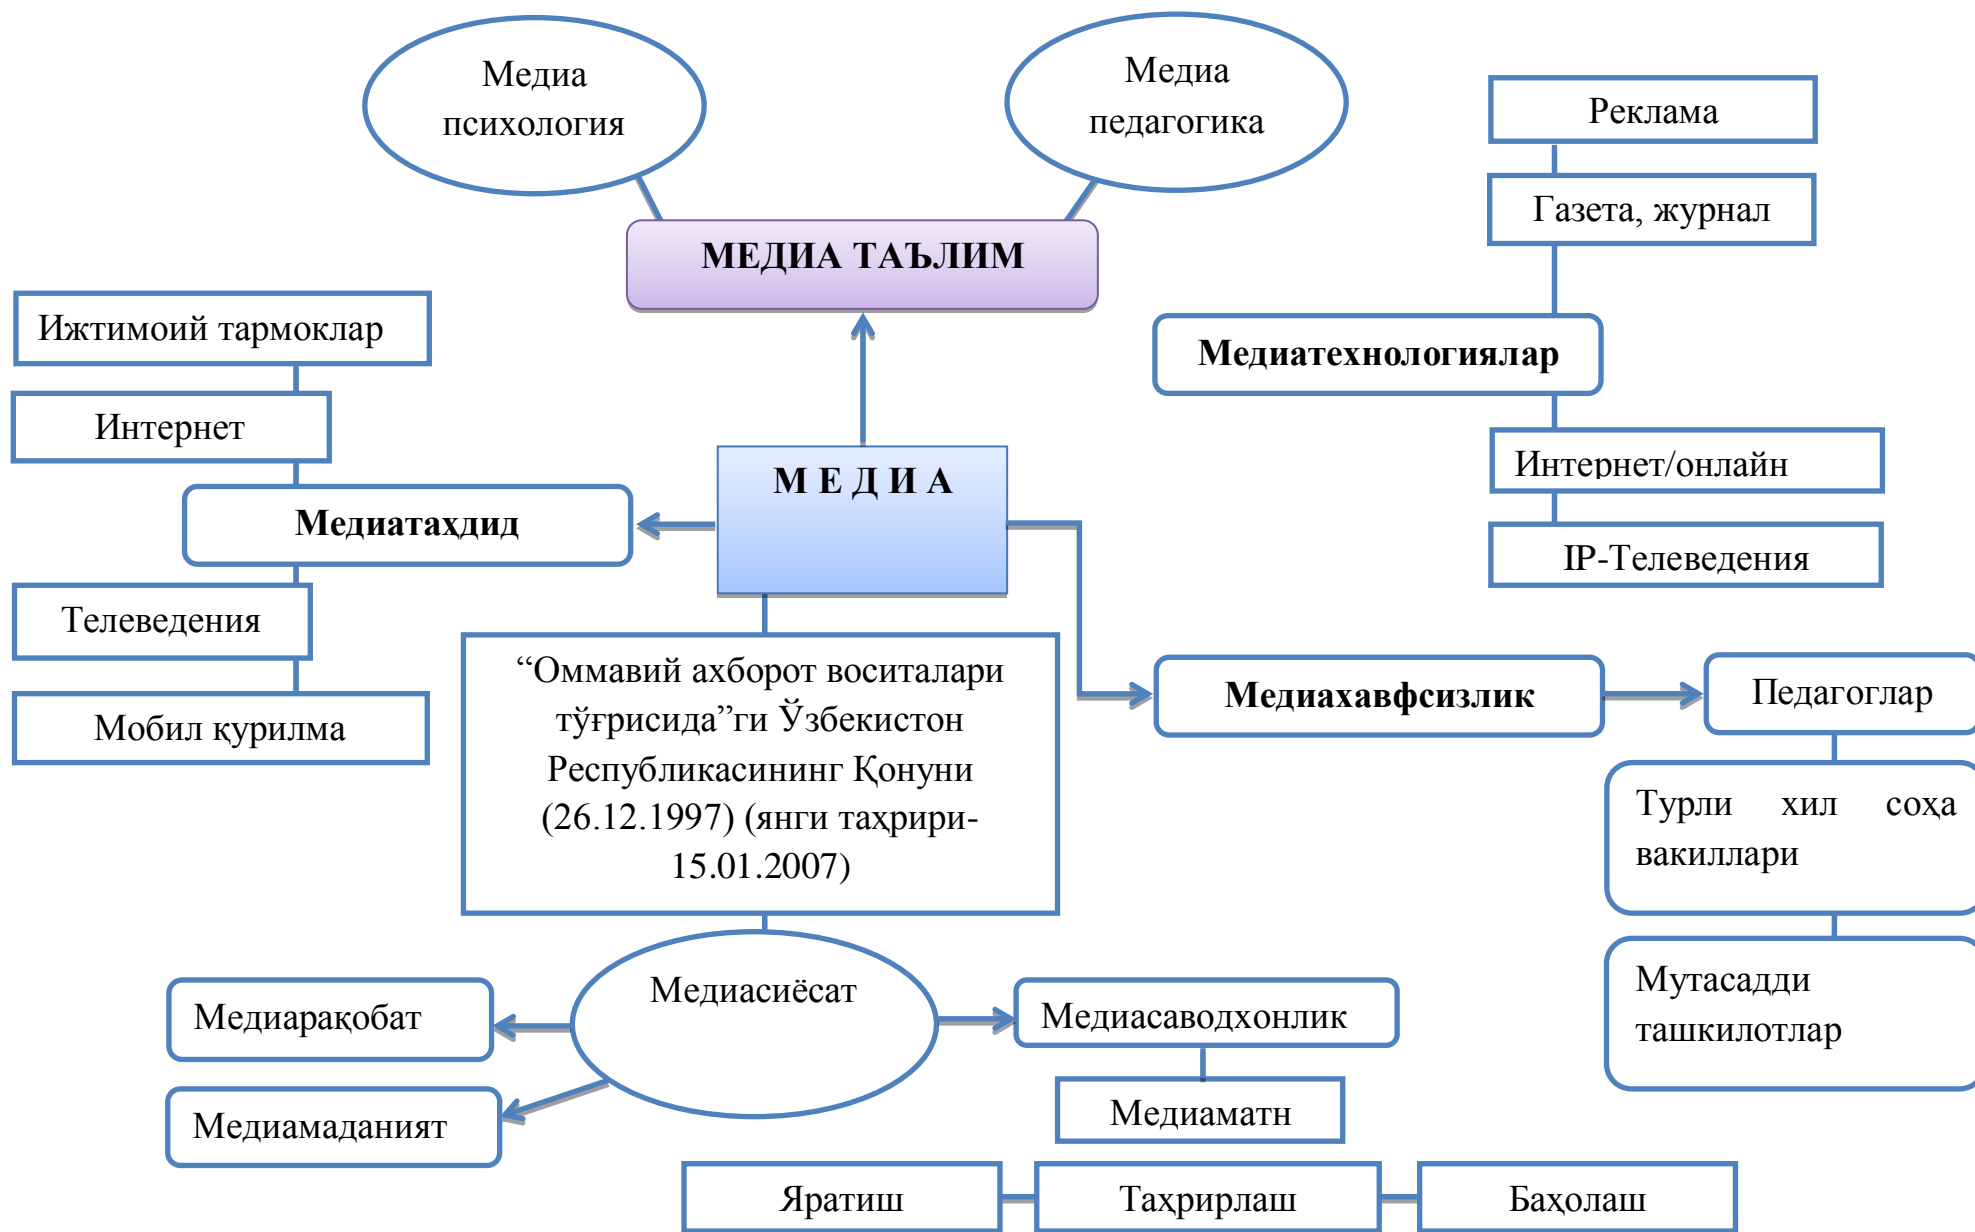 Медиа
психология
Медиа
педагогика
Реклама
Газета, журнал
МЕДИА ТАЪЛИМ
Ижтимоий тармоклар
Медиатехнологиялар
Интернет
Интернет/онлайн
М Е Д И А
Медиатаҳдид
IP-Телеведения
Телеведения
Мобил қурилма
“Оммавий ахборот воситалари
тўғрисида”ги Ўзбекистон
Республикасининг Қонуни
(26.12.1997) (янги таҳрири-
15.01.2007)
Медиахавфсизлик
Педагоглар
Турли хил соҳа
вакиллари
Мутасадди
ташкилотлар
Медиасиёсат
Медиарақобат
Медиасаводхонлик
Медиамаданият
Медиаматн
Яратиш
Таҳрирлаш
Баҳолаш